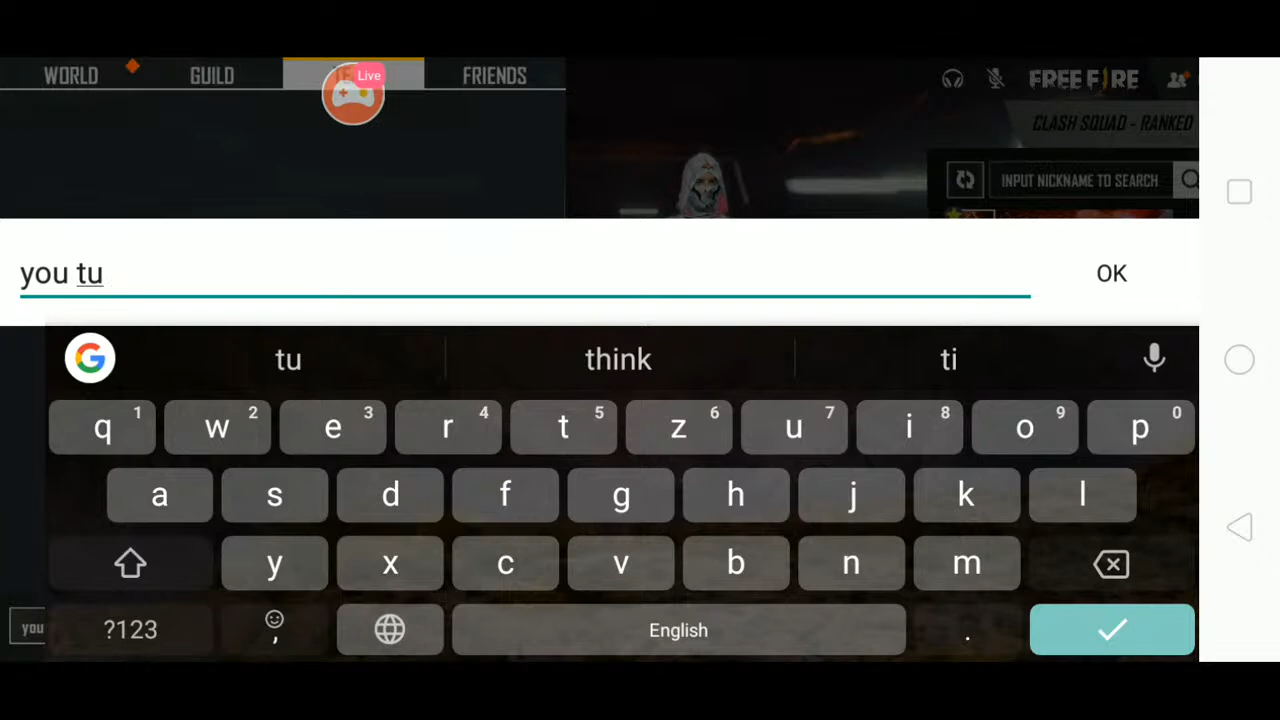 WORLD GUILD FRIENDS
Live
FREE FIRE
CLASH SQUAD - RANKED
INPUT NICKNAME TO SEARCH
you tu
OK
G tu think ti
q 1 w 2 e 3 r 4 t 5 z 6 u 7 i 8 o 9 p 0
a s d f g h j k l
y x c v b n m
you ?123 , English .